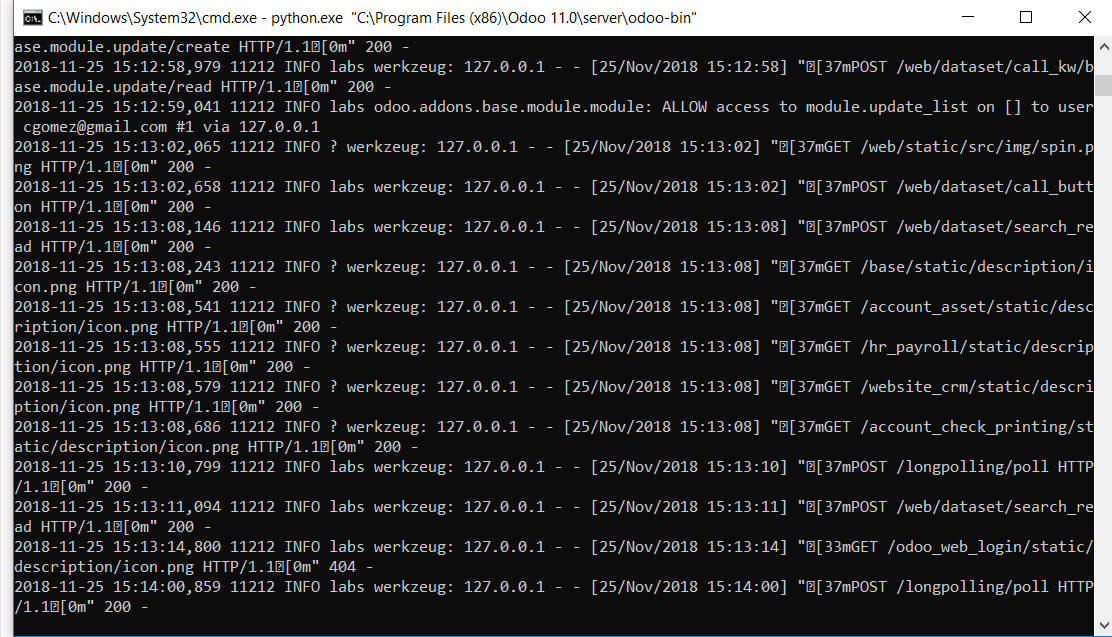 C:\Windows\System32\cmd.exe - python.exe  "C:\Program Files (x86)\Odoo 11.0\server\odoo-bin"
ase.module.update/create HTTP/1.1�[0m" 200 -
2018-11-25 15:12:58,979 11212 INFO labs werkzeug: 127.0.0.1 - - [25/Nov/2018 15:12:58] "�[37mPOST /web/dataset/call_kw/b
ase.module.update/read HTTP/1.1�[0m" 200 -
2018-11-25 15:12:59,041 11212 INFO labs odoo.addons.base.module.module: ALLOW access to module.update_list on [] to user
 cgomez@gmail.com #1 via 127.0.0.1
2018-11-25 15:13:02,065 11212 INFO ? werkzeug: 127.0.0.1 - - [25/Nov/2018 15:13:02] "�[37mGET /web/static/src/img/spin.p
ng HTTP/1.1�[0m" 200 -
2018-11-25 15:13:02,658 11212 INFO labs werkzeug: 127.0.0.1 - - [25/Nov/2018 15:13:02] "�[37mPOST /web/dataset/call_butt
on HTTP/1.1�[0m" 200 -
2018-11-25 15:13:08,146 11212 INFO labs werkzeug: 127.0.0.1 - - [25/Nov/2018 15:13:08] "�[37mPOST /web/dataset/search_re
ad HTTP/1.1�[0m" 200 -
2018-11-25 15:13:08,243 11212 INFO ? werkzeug: 127.0.0.1 - - [25/Nov/2018 15:13:08] "�[37mGET /base/static/description/i
con.png HTTP/1.1�[0m" 200 -
2018-11-25 15:13:08,541 11212 INFO ? werkzeug: 127.0.0.1 - - [25/Nov/2018 15:13:08] "�[37mGET /account_asset/static/desc
ription/icon.png HTTP/1.1�[0m" 200 -
2018-11-25 15:13:08,555 11212 INFO ? werkzeug: 127.0.0.1 - - [25/Nov/2018 15:13:08] "�[37mGET /hr_payroll/static/descrip
tion/icon.png HTTP/1.1�[0m" 200 -
2018-11-25 15:13:08,579 11212 INFO ? werkzeug: 127.0.0.1 - - [25/Nov/2018 15:13:08] "�[37mGET /website_crm/static/descri
ption/icon.png HTTP/1.1�[0m" 200 -
2018-11-25 15:13:08,686 11212 INFO ? werkzeug: 127.0.0.1 - - [25/Nov/2018 15:13:08] "�[37mGET /account_check_printing/st
atic/description/icon.png HTTP/1.1�[0m" 200 -
2018-11-25 15:13:10,799 11212 INFO labs werkzeug: 127.0.0.1 - - [25/Nov/2018 15:13:10] "�[37mPOST /longpolling/poll HTTP
/1.1�[0m" 200 -
2018-11-25 15:13:11,094 11212 INFO labs werkzeug: 127.0.0.1 - - [25/Nov/2018 15:13:11] "�[37mPOST /web/dataset/search_re
ad HTTP/1.1�[0m" 200 -
2018-11-25 15:13:14,800 11212 INFO labs werkzeug: 127.0.0.1 - - [25/Nov/2018 15:13:14] "�[33mGET /odoo_web_login/static/
description/icon.png HTTP/1.1�[0m" 404 -
2018-11-25 15:14:00,859 11212 INFO labs werkzeug: 127.0.0.1 - - [25/Nov/2018 15:14:00] "�[37mPOST /longpolling/poll HTTP
/1.1�[0m" 200 -